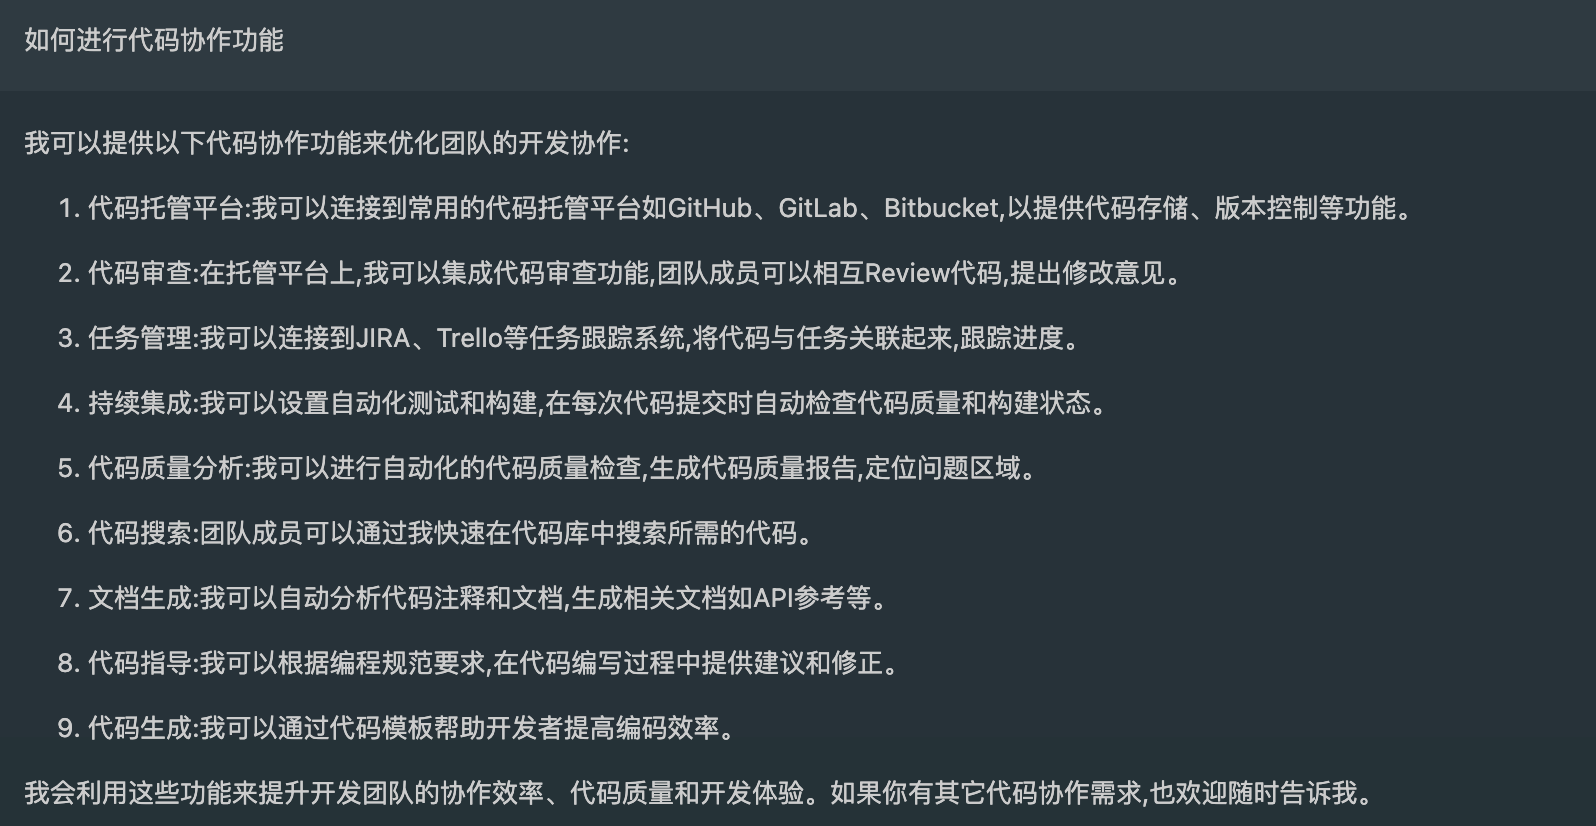 如何进行代码协作功能
我可以提供以下代码协作功能来优化团队的开发协作:
1. 代码托管平台:我可以连接到常用的代码托管平台如GitHub、GitLab、Bitbucket,以提供代码存储、版本控制等功能。
2. 代码审查:在托管平台上,我可以集成代码审查功能,团队成员可以相互Review代码,提出修改意见。
3. 任务管理:我可以连接到JIRA、Trello等任务跟踪系统,将代码与任务关联起来,跟踪进度。
4. 持续集成:我可以设置自动化测试和构建,在每次代码提交时自动检查代码质量和构建状态。
5. 代码质量分析:我可以进行自动化的代码质量检查,生成代码质量报告,定位问题区域。
6. 代码搜索:团队成员可以通过我快速在代码库中搜索所需的代码。
7. 文档生成:我可以自动分析代码注释和文档,生成相关文档如API参考等。
8. 代码指导:我可以根据编程规范要求,在代码编写过程中提供建议和修正。
9. 代码生成:我可以通过代码模板帮助开发者提高编码效率。
我会利用这些功能来提升开发团队的协作效率、代码质量和开发体验。如果你有其它代码协作需求,也欢迎随时告诉我。